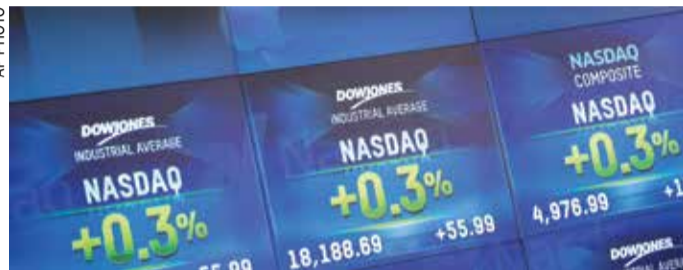 AP PHOTO
DOWJONES
INDUSTRIAL AVERAGE
NASDAQ
+0.3%
DOWJONES
INDUSTRIAL AVERAGE
NASDAQ
+0.3%
18,188.69 +55.99
NASDAQ
COMPOSITE
NASDAQ
+0.3%
4,976.99
DOWJONES